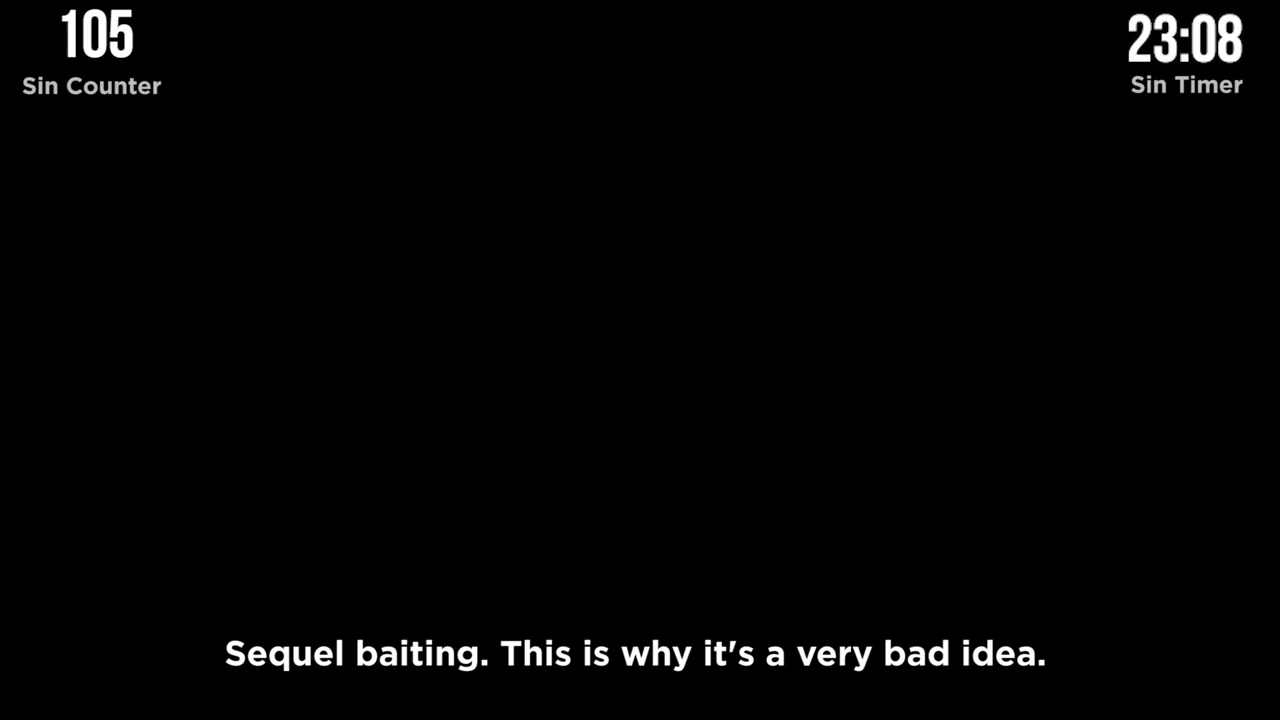 105
Sin Counter
23:08
Sin Timer
Sequel baiting. This is why it's a very bad idea.